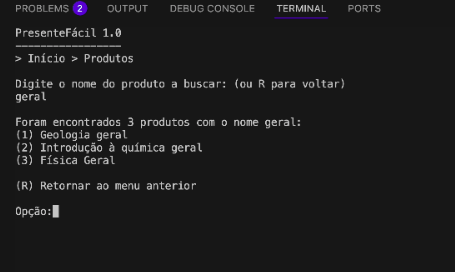 PROBLEMS 2 OUTPUT DEBUG CONSOLE TERMINAL PORTS
PresenteFácil 1.0
-----------------
> Início > Produtos
Digite o nome do produto a buscar: (ou R para voltar)
geral
Foram encontrados 3 produtos com o nome geral:
(1) Geologia geral
(2) Introdução à química geral
(3) Física Geral
(R) Retornar ao menu anterior
Opção: